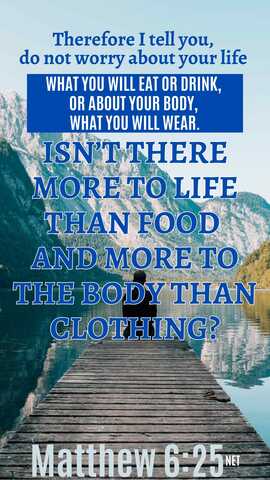 Therefore I tell you,
do not worry about your life
WHAT YOU WILL EAT OR DRINK,
OR ABOUT YOUR BODY,
WHAT YOU WILL WEAR.
ISN'T THERE
MORE TO LIFE
THAN FOOD
AND MORE TO
THE BODY THAN
CLOTHING?
Matthew 6:25 NET